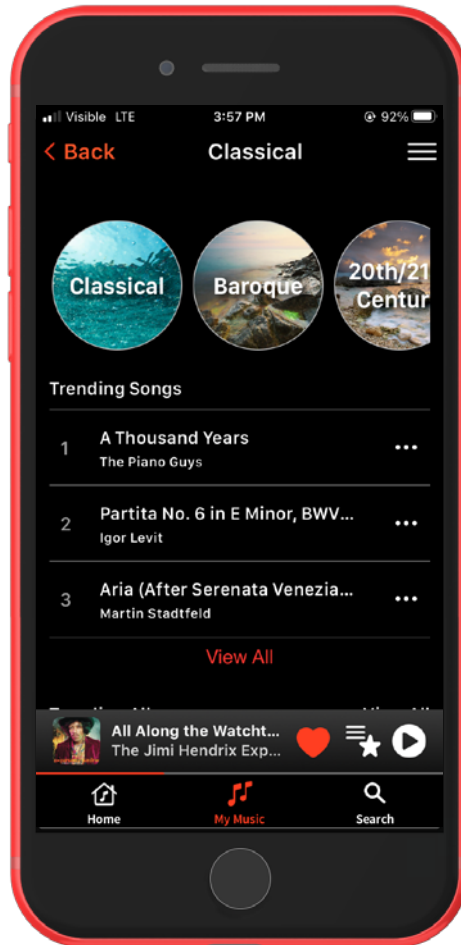 Visible LTE 3:57 PM 92%
< Back Classical
Classical
Baroque
20th/21
Centur
Trending Songs
1
A Thousand Years
The Piano Guys
2
Partita No. 6 in E Minor, BWV...
Igor Levit
3
Aria (After Serenata Venezia...
Martin Stadtfeld
View All
All Along the Watcht...
The Jimi Hendrix Exp...
Home My Music Search